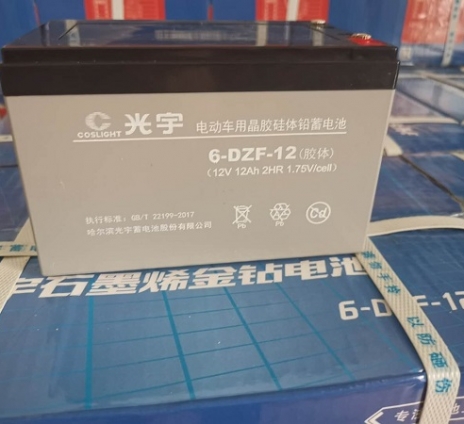 光宇
COSLIGHT
电动车用晶胶硅体铅蓄电池
6-DZF-12(胶体)
(12V 12Ah 2HR 1.75V/cell)
执行标准: GB/T 22199-2017
哈尔滨光宇蓄电池股份有限公司
Pb
Pb
Cd
宇石墨烯金钻电池
6-DZF-12